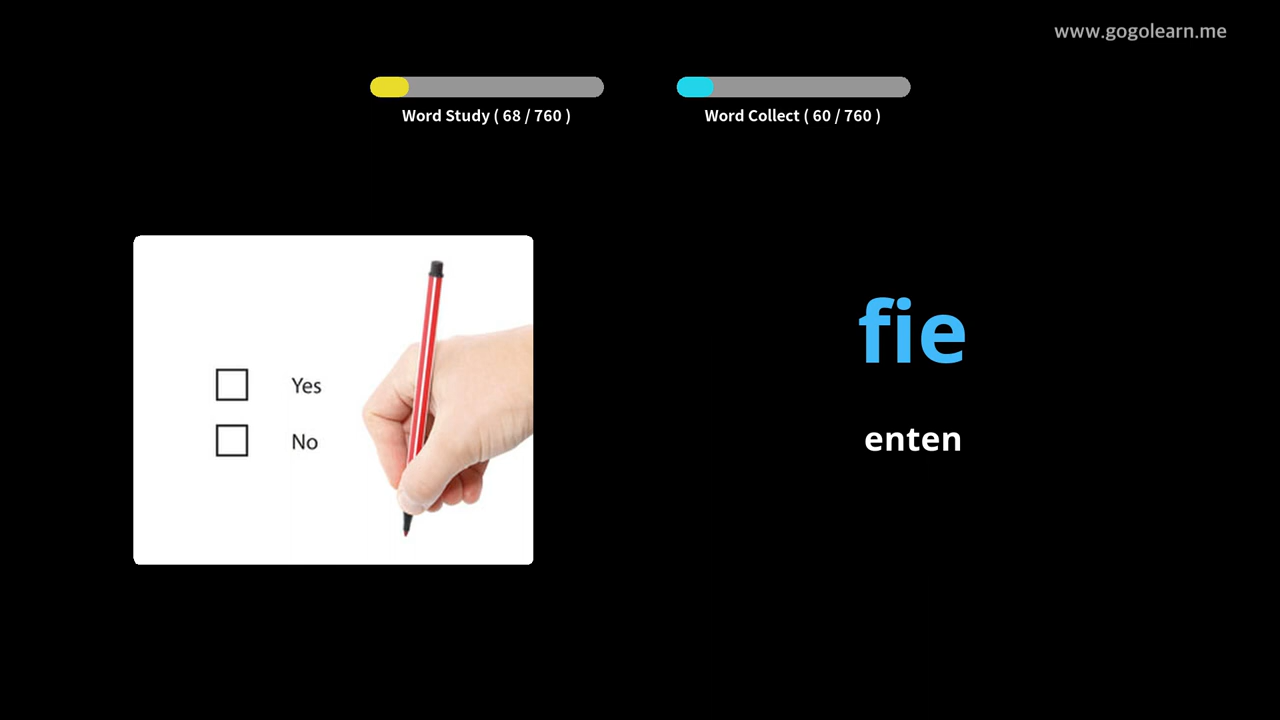 www.gogolearn.me
Word Study ( 68 / 760 )
Word Collect ( 60 / 760 )
Yes
No
fie
enten